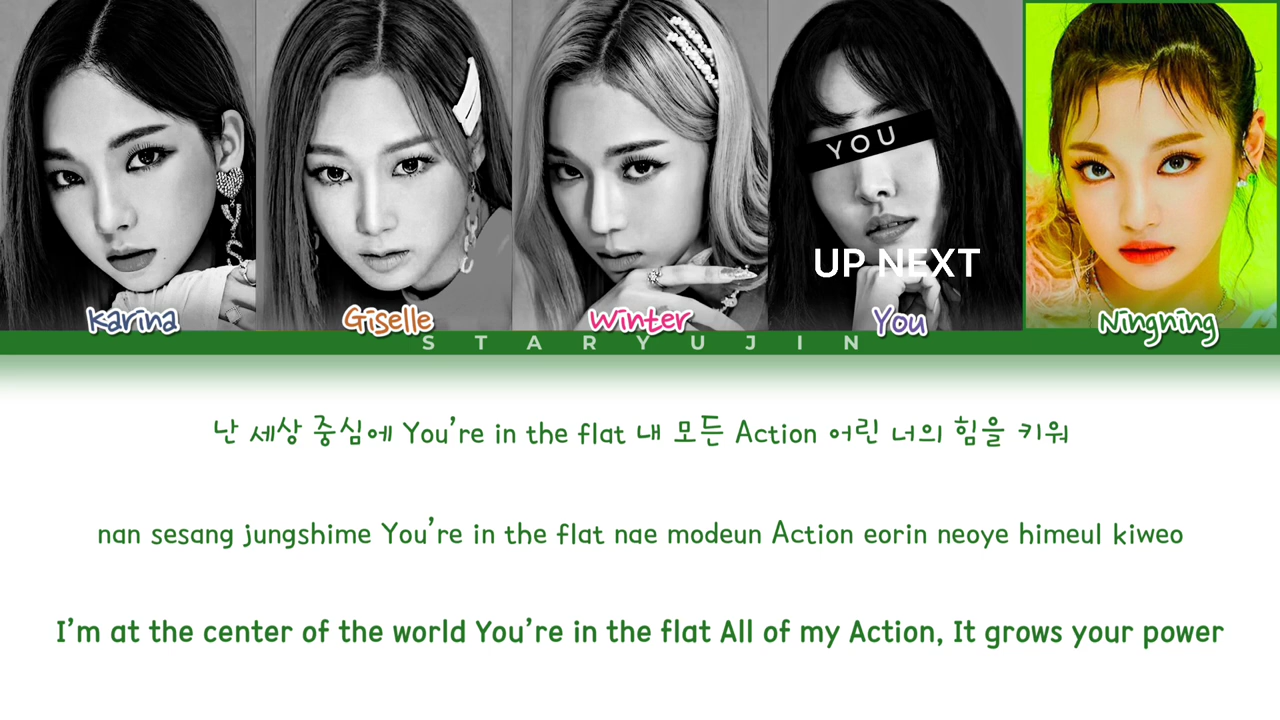 YOU
UP NEXT
Karina Giselle Winter You Ningning
STARYUJIN
난 세상 중심에 You're in the flat 내 모든 Action 어린 너의 힘을 키워
nan sesang jungshime You're in the flat nae modeun Action eorin neoye himeul kiweo
I'm at the center of the world You're in the flat All of my Action, It grows your power